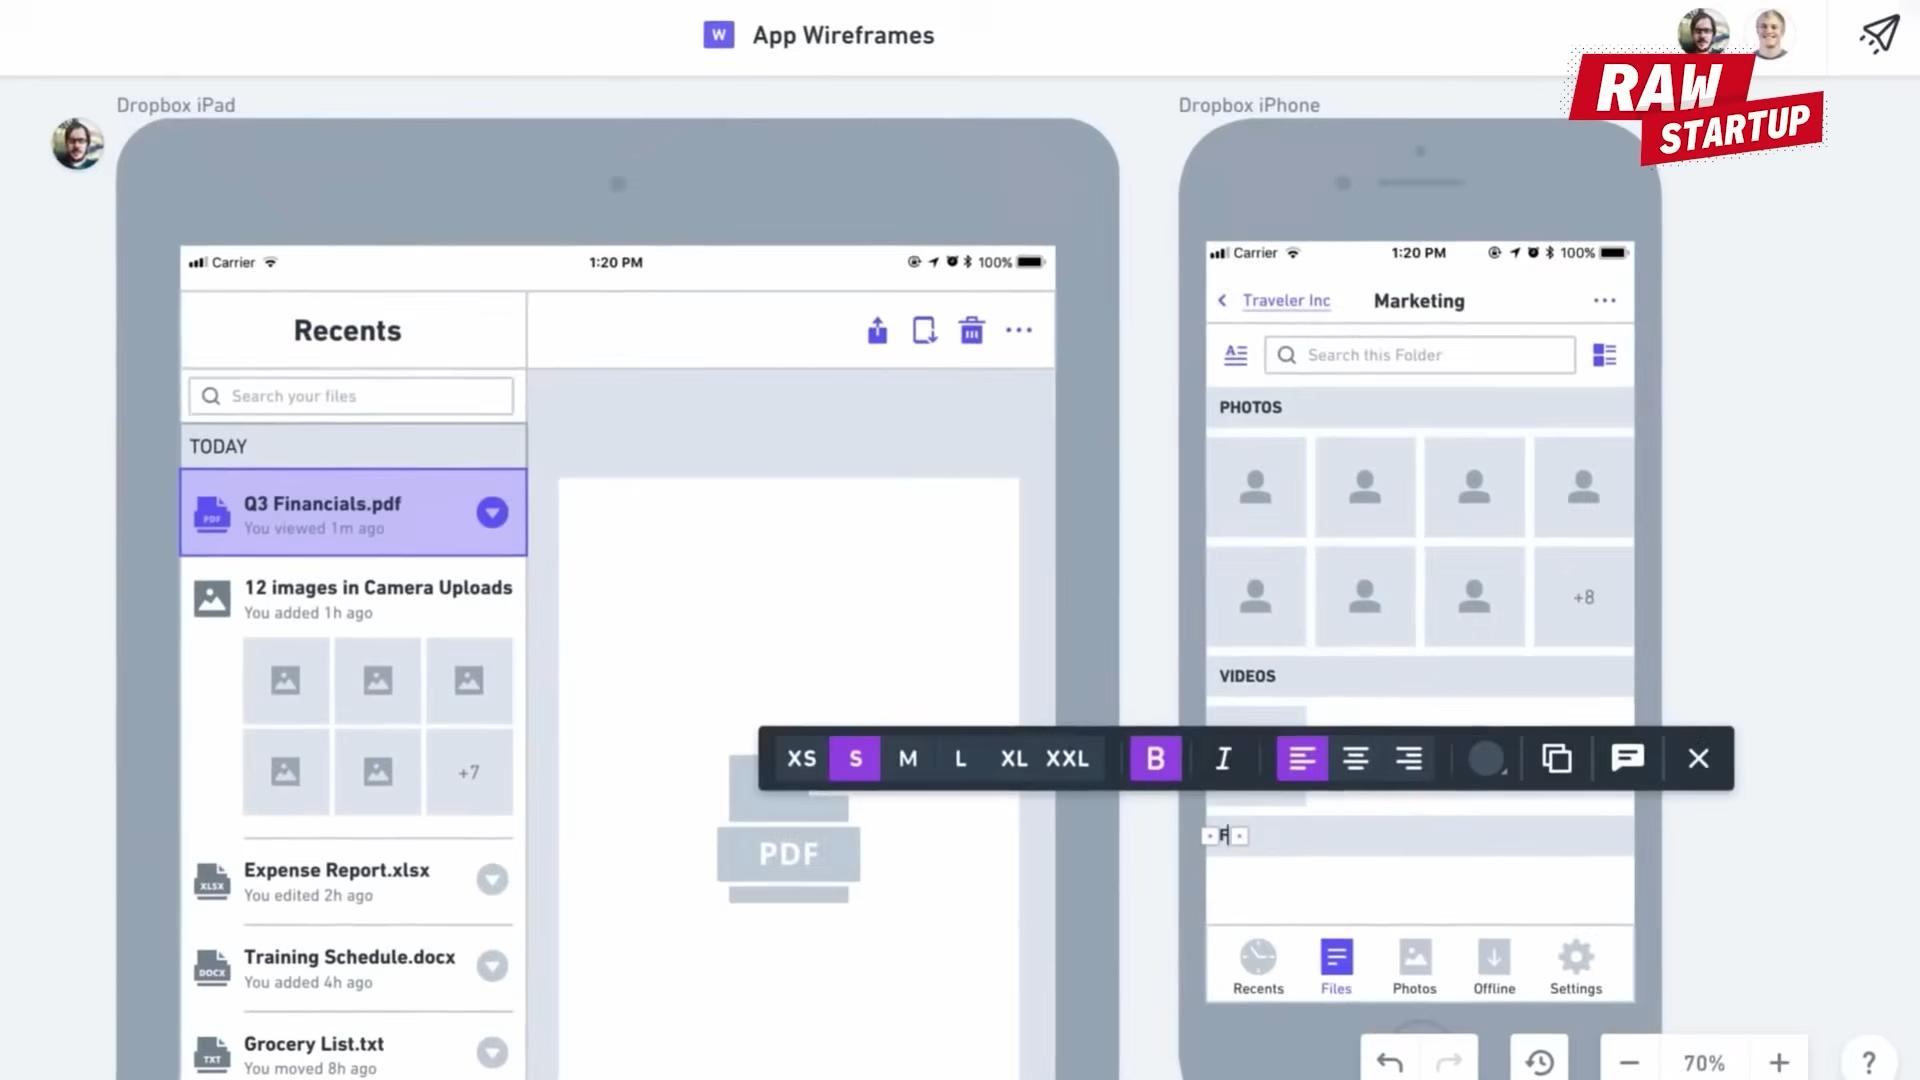 W App Wireframes
RAW
STARTUP
Dropbox iPad
Dropbox iPhone
Carrier 1:20 PM 100%
Recents
Search your files
TODAY
PDF
Q3 Financials.pdf
You viewed 1m ago
12 images in Camera Uploads
You added 1h ago
+7
XLSX
Expense Report.xlsx
You edited 2h ago
DOCX
Training Schedule.docx
You added 4h ago
TXT
Grocery List.txt
You moved 8h ago
PDF
Carrier 1:20 PM 100%
Traveler Inc Marketing
A
Search this Folder
PHOTOS
+8
VIDEOS
XS S M L XL XXL B I
F
Recents Files Photos Offline Settings
70%
?